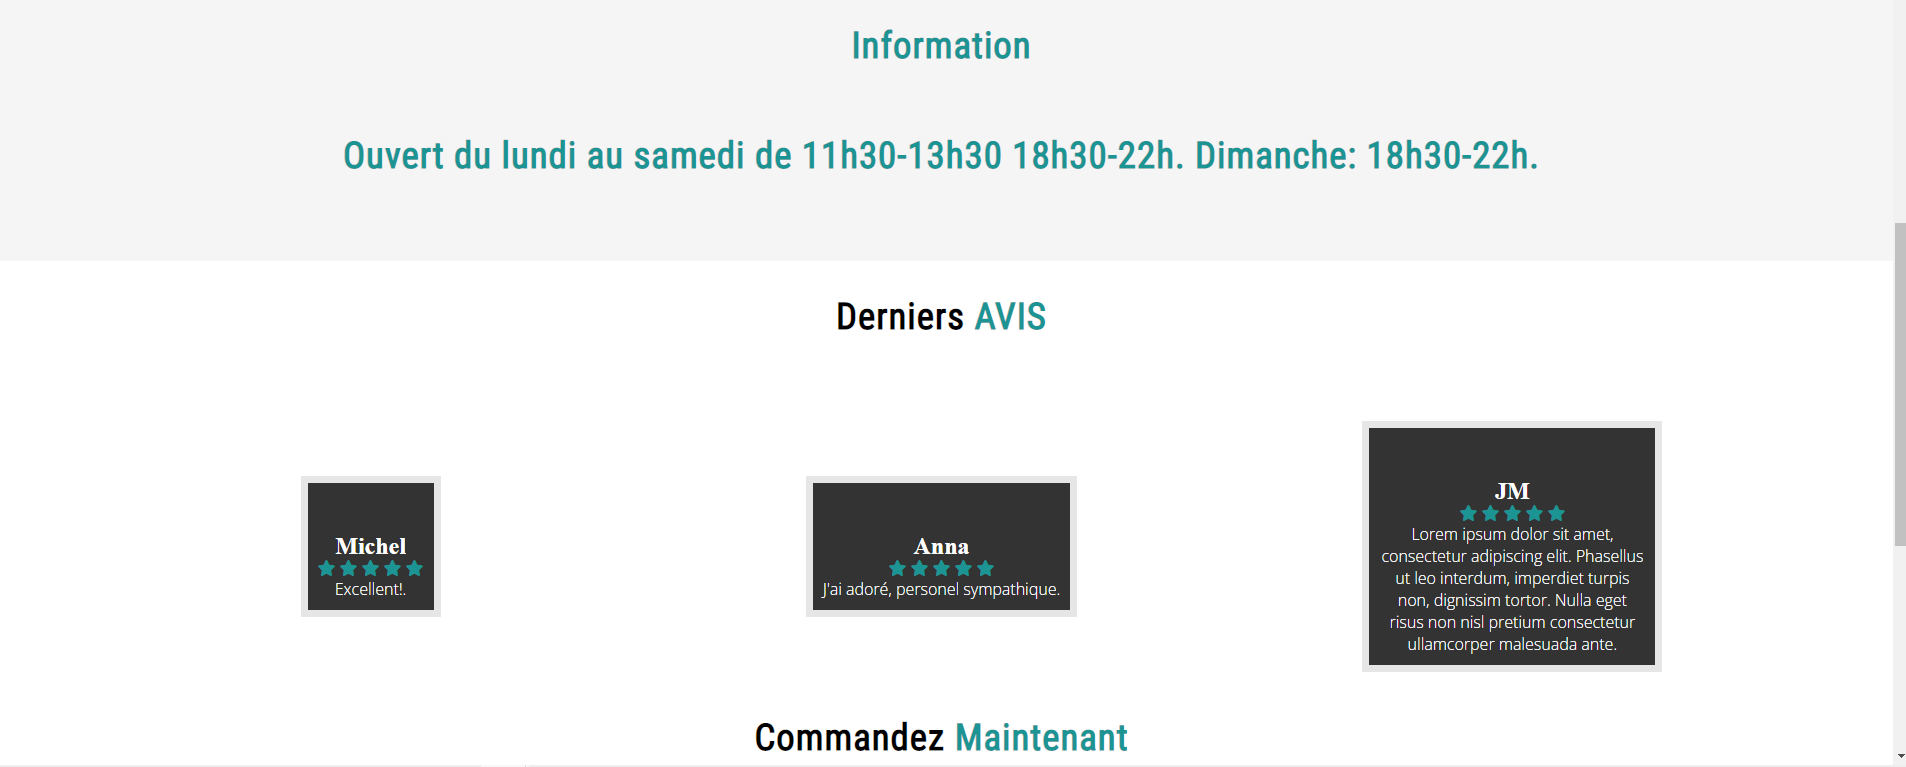 Information
Ouvert du lundi au samedi de 11h30-13h30 18h30-22h. Dimanche: 18h30-22h.
Derniers AVIS
Michel
Excellent!.
Anna
J'ai adoré, personel sympathique.
JM
Lorem ipsum dolor sit amet,
consectetur adipiscing elit. Phasellus
ut leo interdum, imperdiet turpis
non, dignissim tortor. Nulla eget
risus non nisl pretium consectetur
ullamcorper malesuada ante.
Commandez Maintenant